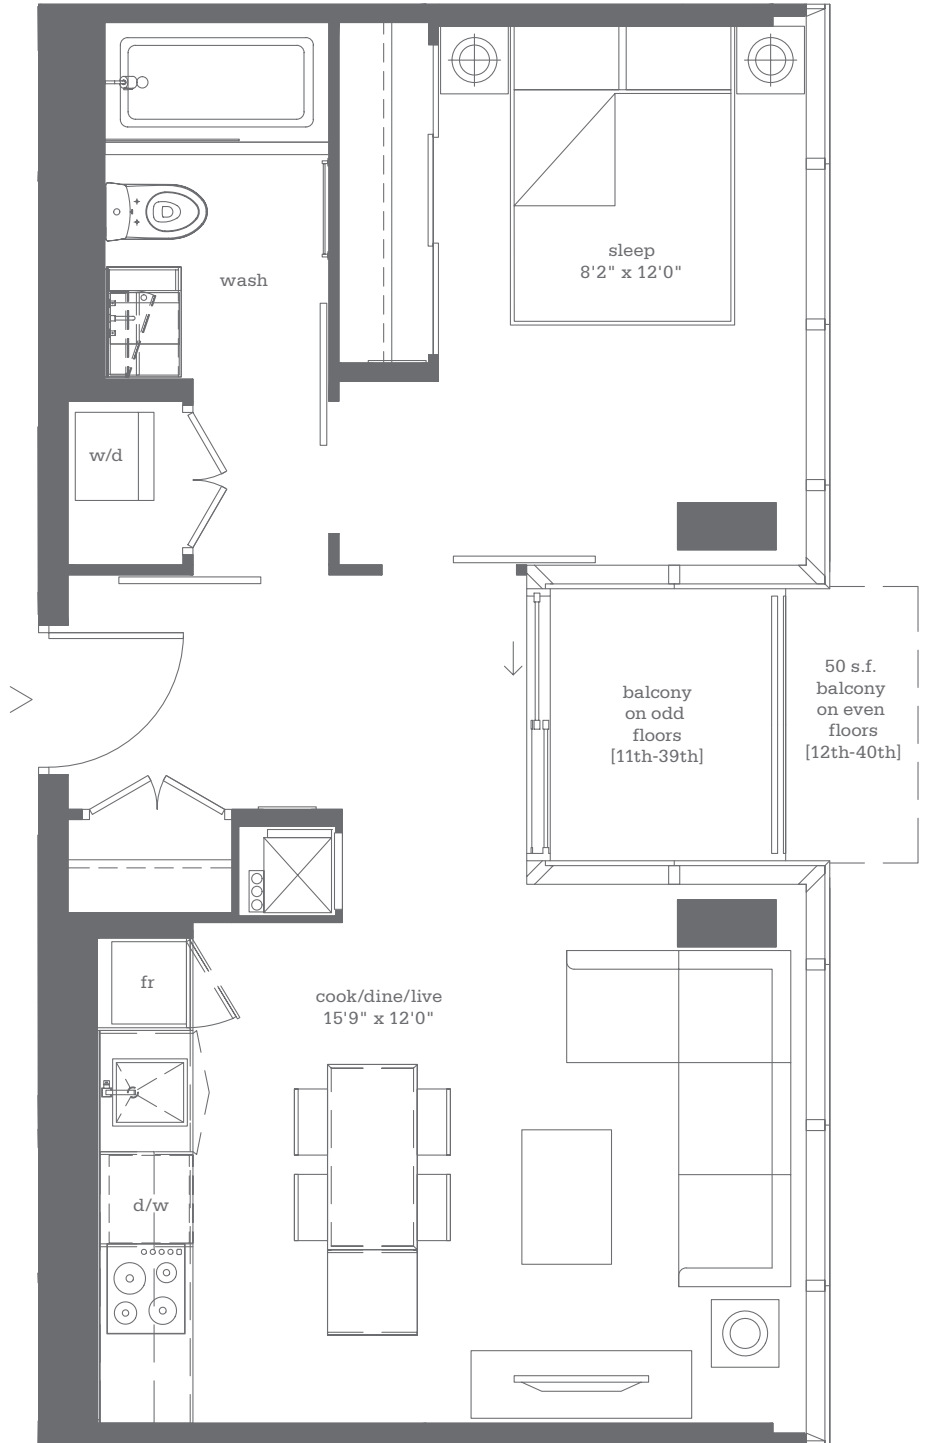 sleep
8'2" x 12'0"
wash
w/d
balcony
on odd
floors
[11th-39th]
50 s.f.
balcony
on even
floors
[12th-40th]
fr
cook/dine/live
15'9" x 12'0"
d/w